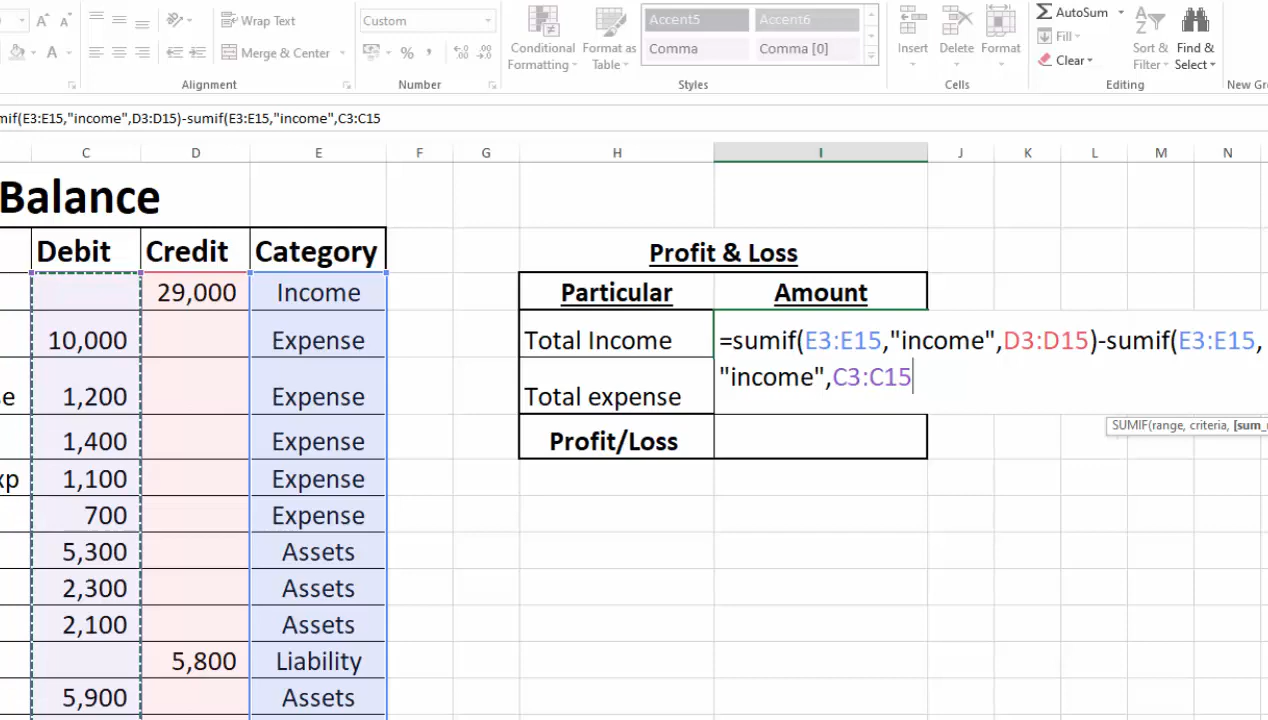 A A Wrap Text Custom Accent5 Accent6 AutoSum
Merge & Center % , Conditional Formatting Format as Table Comma Comma [0] Insert Delete Format Fill Clear Sort & Filter Find & Select
Alignment Number Styles Cells Editing New Gr
mif(E3:E15,"income",D3:D15)-sumif(E3:E15,"income",C3:C15
C D E F G H I J K L M N
Balance
Debit Credit Category Profit & Loss
29,000 Income Particular Amount
10,000 Expense Total Income =sumif(E3:E15,"income",D3:D15)-sumif(E3:E15,
"income",C3:C15
e 1,200 Expense Total expense
SUMIF(range, criteria, [sum_
1,400 Expense Profit/Loss
xp 1,100 Expense
700 Expense
5,300 Assets
2,300 Assets
2,100 Assets
5,800 Liability
5,900 Assets